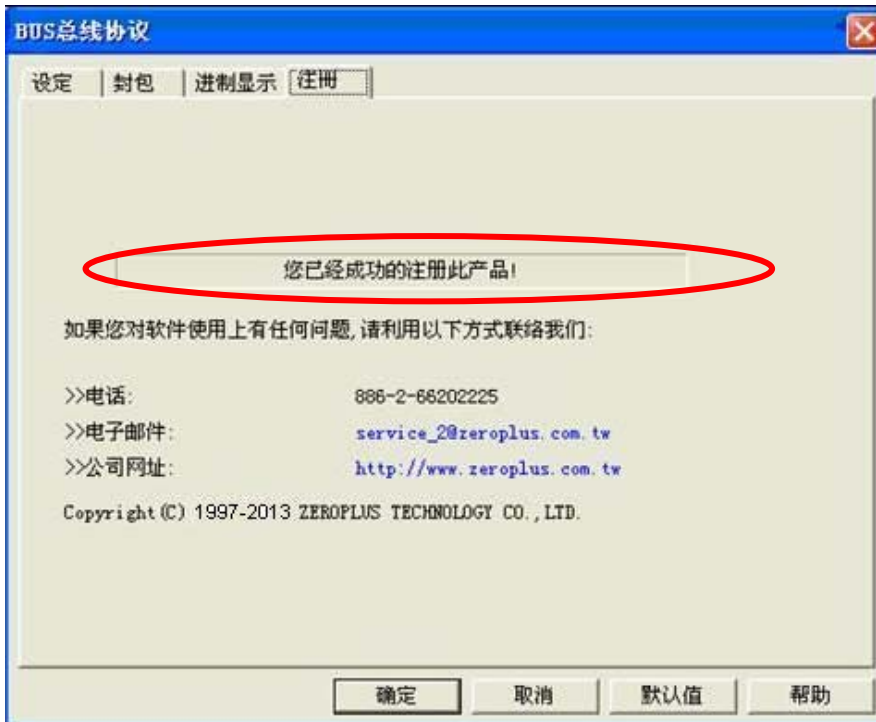 BUS总线协议
设定 封包 进制显示 注册
您已经成功的注册此产品!
如果您对软件使用上有任何问题,请利用以下方式联络我们:
>>电话: 886-2-66202225
>>电子邮件: service_2@zeroplus.com.tw
>>公司网址: http://www.zeroplus.com.tw
Copyright(C) 1997-2013 ZEROPLUS TECHNOLOGY CO.,LTD.
确定 取消 默认值 帮助